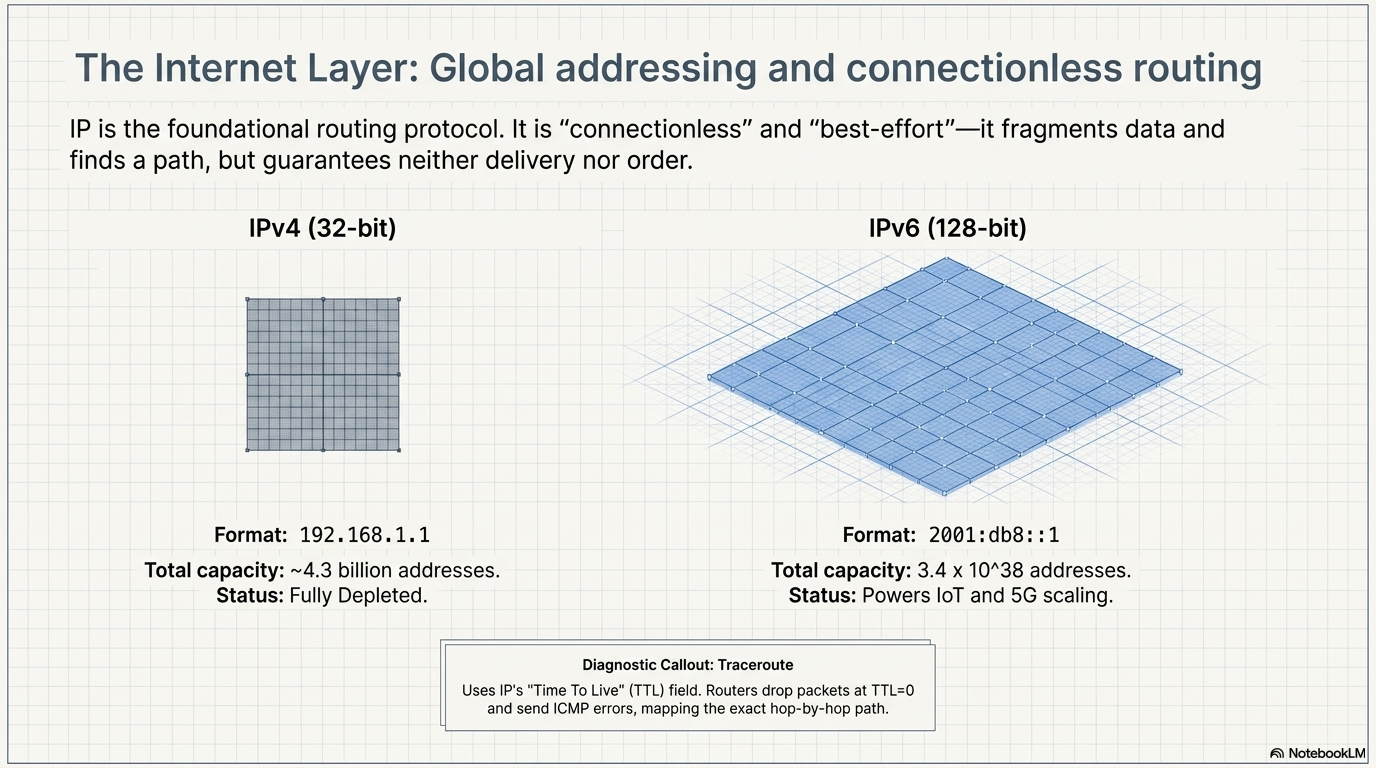 The Internet Layer: Global addressing and connectionless routing
IP is the foundational routing protocol. It is “connectionless” and “best-effort”—it fragments data and
finds a path, but guarantees neither delivery nor order.
IPv4 (32-bit)
Format: 192.168.1.1
Total capacity: ~4.3 billion addresses.
Status: Fully Depleted.
IPv6 (128-bit)
Format: 2001:db8::1
Total capacity: 3.4 x 10^38 addresses.
Status: Powers IoT and 5G scaling.
Diagnostic Callout: Traceroute
Uses IP's "Time To Live" (TTL) field. Routers drop packets at TTL=0
and send ICMP errors, mapping the exact hop-by-hop path.
NotebookLM